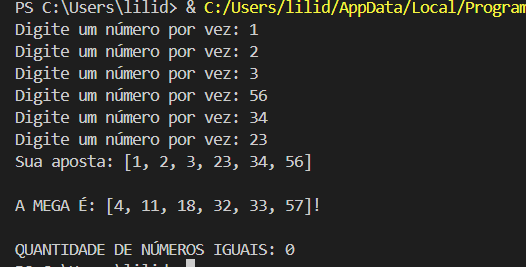 PS C:\Users\lilid> & C:/Users/lilid/AppData/Local/Program
Digite um número por vez: 1
Digite um número por vez: 2
Digite um número por vez: 3
Digite um número por vez: 56
Digite um número por vez: 34
Digite um número por vez: 23
Sua aposta: [1, 2, 3, 23, 34, 56]
A MEGA É: [4, 11, 18, 32, 33, 57]!
QUANTIDADE DE NÚMEROS IGUAIS: 0
PS C:\Users\lilid>